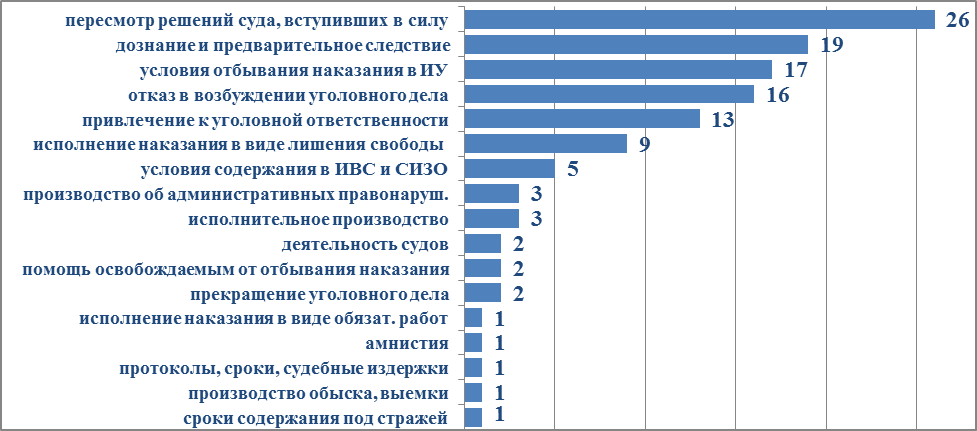 пересмотр решений суда, вступивших в силу 26
дознание и предварительное следствие 19
условия отбывания наказания в ИУ 17
отказ в возбуждении уголовного дела 16
привлечение к уголовной ответственности 13
исполнение наказания в виде лишения свободы 9
условия содержания в ИВС и СИЗО 5
производство об административных правонаруш. 3
исполнительное производство 3
деятельность судов 2
помощь освобождаемым от отбывания наказания 2
прекращение уголовного дела 2
исполнение наказания в виде обязат. работ 1
амнистия 1
протоколы, сроки, судебные издержки 1
производство обыска, выемки 1
сроки содержания под стражей 1